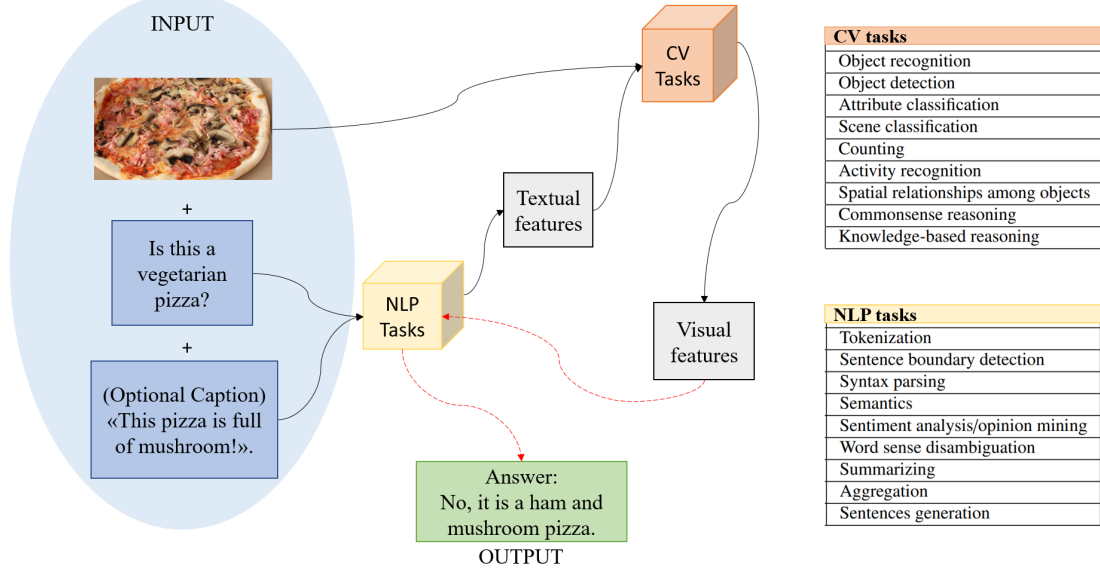 INPUT
+
Is this a
vegetarian
pizza?
+
(Optional Caption)
«This pizza is full
of mushroom!».
NLP
Tasks
Textual
features
CV
Tasks
Visual
features
Answer:
No, it is a ham and
mushroom pizza.
OUTPUT
CV tasks
Object recognition
Object detection
Attribute classification
Scene classification
Counting
Activity recognition
Spatial relationships among objects
Commonsense reasoning
Knowledge-based reasoning
NLP tasks
Tokenization
Sentence boundary detection
Syntax parsing
Semantics
Sentiment analysis/opinion mining
Word sense disambiguation
Summarizing
Aggregation
Sentences generation